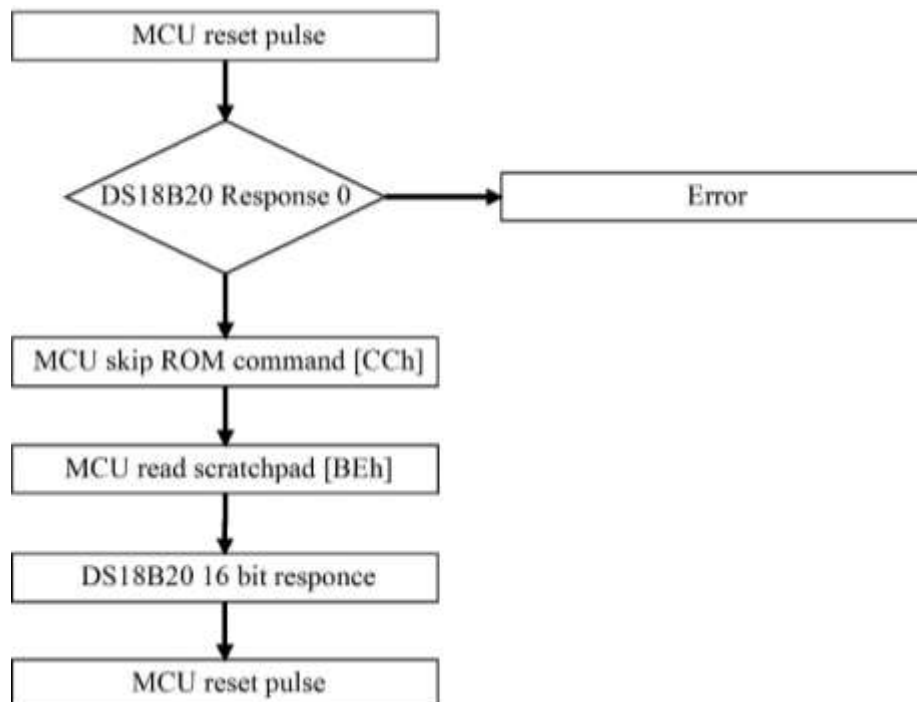 MCU reset pulse
DS18B20 Response 0
Error
MCU skip ROM command [CCh]
MCU read scratchpad [BEh]
DS18B20 16 bit responce
MCU reset pulse